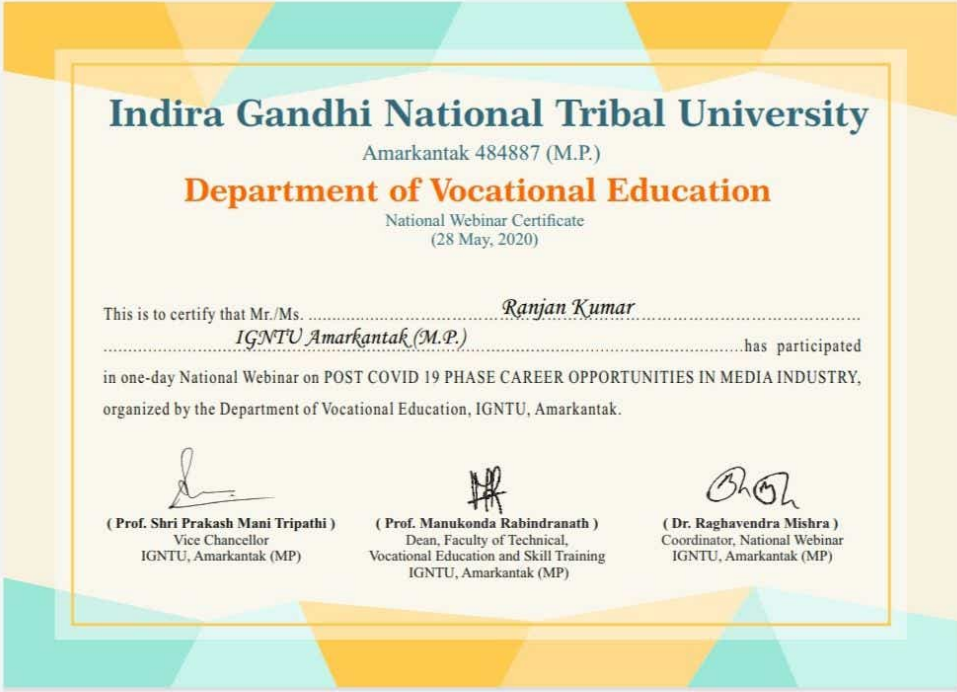 Indira Gandhi National Tribal University
Amarkantak 484887 (M.P.)
Department of Vocational Education
National Webinar Certificate
(28 May, 2020)
This is to certify that Mr./Ms. Ranjan Kumar
IGNTU Amarkantak (M.P.) has participated
in one-day National Webinar on POST COVID 19 PHASE CAREER OPPORTUNITIES IN MEDIA INDUSTRY,
organized by the Department of Vocational Education, IGNTU, Amarkantak.
( Prof. Shri Prakash Mani Tripathi )
Vice Chancellor
IGNTU, Amarkantak (MP)
( Prof. Manukonda Rabindranath )
Dean, Faculty of Technical,
Vocational Education and Skill Training
IGNTU, Amarkantak (MP)
( Dr. Raghavendra Mishra )
Coordinator, National Webinar
IGNTU, Amarkantak (MP)